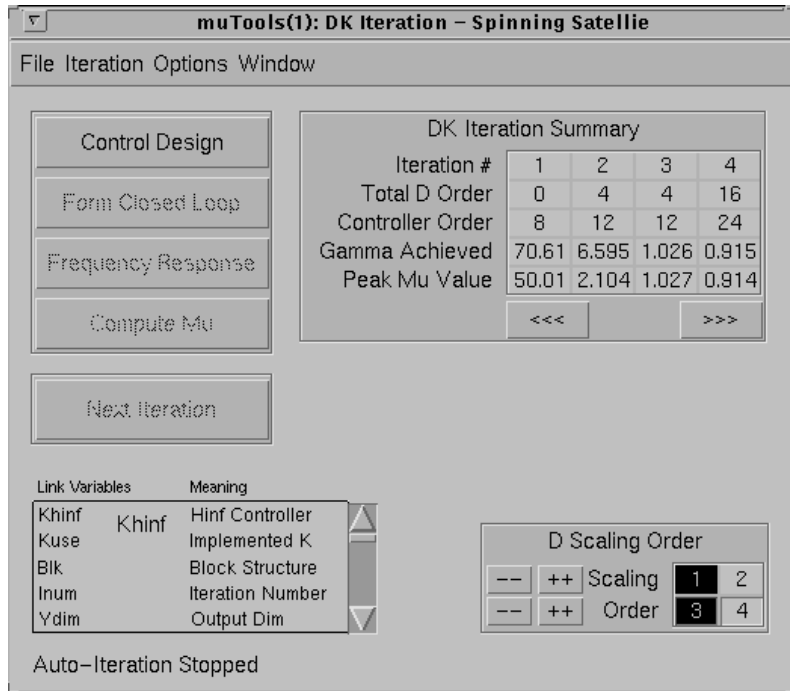 muTools(1): DK Iteration – Spinning Satellie
File Iteration Options Window
Control Design
Form Closed Loop
Frequency Response
Compute Mu
Next Iteration
DK Iteration Summary
Iteration # 1 2 3 4
Total D Order 0 4 4 16
Controller Order 8 12 12 24
Gamma Achieved 70.61 6.595 1.026 0.915
Peak Mu Value 50.01 2.104 1.027 0.914
<<< >>>
Link Variables Meaning
Khinf Khinf Hinf Controller
Kuse Implemented K
Blk Block Structure
Inum Iteration Number
Ydim Output Dim
D Scaling Order
-- ++ Scaling 1 2
-- ++ Order 3 4
Auto–Iteration Stopped